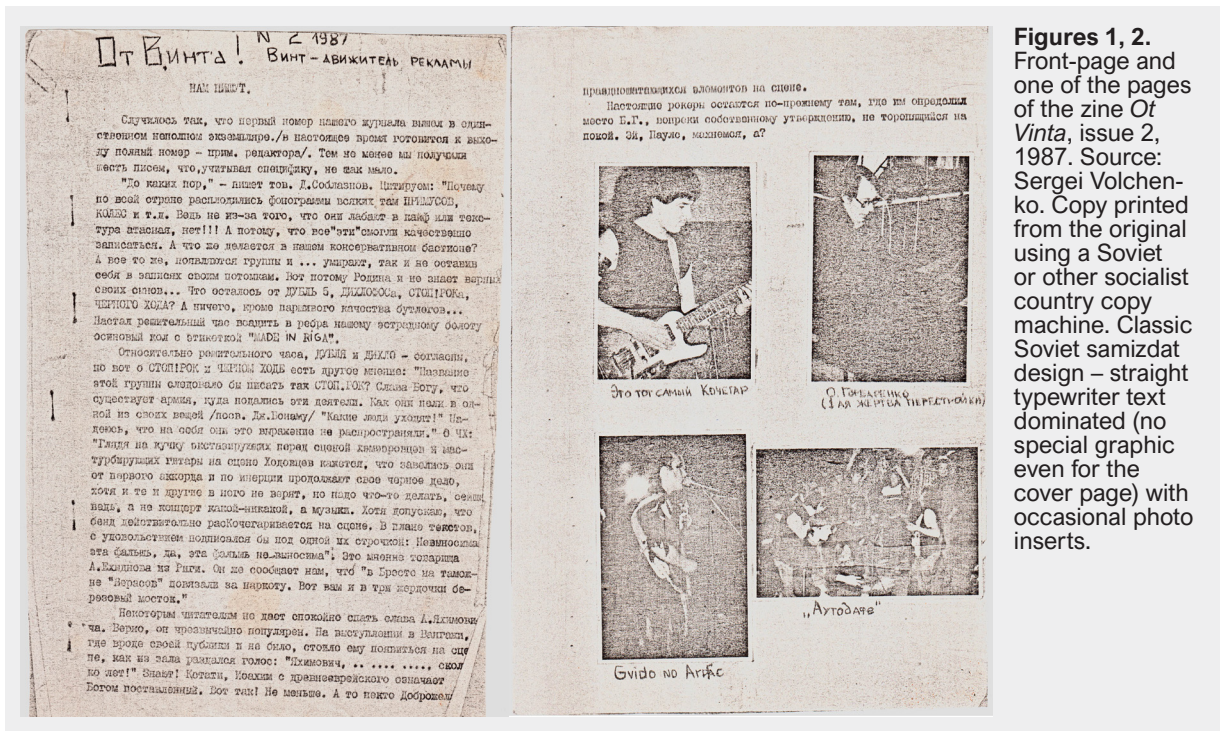 От Винта! N 2 1987
Винт – движитель рекламы
НАМ ПИШУТ.
Случилось так, что первый номер нашего журнала вышел в един-
ственном неполном экземпляре./в настоящее время готовится к выхо-
ду полный номер – прим. редактора/. Тем не менее мы получили
шесть писем, что,учитывая специфику, не так мало.
"До каких пор," – пишет тов. Д.Соблазнов. Цитируем: "Почему
по всей стране расплодились фонограммы всяких там ПРИМУСОВ,
КОЛЕС и т.д. Ведь не из-за того, что они лабают в кайф или текс-
тура атасная, нет!!! А потому, что все"эти"смогли качественно
записаться. А что же делается в нашем консервативном бастионе?
А все то же, появляются группы и ... умирают, так и не оставив
себя в записях своим потомкам. Вот потому Родина и не знает верных
своих сынов... Что осталось от ДУБЛЬ 5, ДИХЛОФОСа, СТОП!РОКа,
ЧЕРНОГО ХОДА? А ничего, кроме паршивого качества бутлегов...
Настал решительный час всадить в ребра нашему эстрадному болоту
осиновый кол с этикеткой "MADE IN RIGA".
Относительно решительного часа, ДУБЛЯ и ДИХЛО – согласны,
но вот о СТОП!РОК и ЧЕРНОМ ХОДЕ есть другое мнение: "Название
этой группы следовало бы писать так СТОП.РОК? Слава Богу, что
существует армия, куда подались эти деятели. Как они пели в од-
ной из своих вещей /посв. Дж.Бонаму/ "Какие люди уходят!" На-
деюсь, что на себя они это выражение не распространяли." О ЧХ:
"Глядя на кучку экстазирующих перед сценой хемворовцев и мас-
турбирующих гитары на сцене Ходовцев кажется, что завелись они
от первого аккорда и по инерции продолжают свое черное дело,
хотя и те и другие в него не верят, но надо что-то делать, сейшн
ведь, а не концерт какой-никакой, а музыки. Хотя допускаю, что
бенд действительно расКочегаривается на сцене. В плане текстов,
с удовольствием подписался бы под одной их строчкой: Невыносима
эта фальшь, да, эта фальшь невыносима". Это мнение товарища
А.Ехиднова из Риги. Он же сообщает нам, что "в Бресте на тамож-
не "Верасов" повязали за наркоту. Вот вам и в три жердочки бе-
резовый мосток."
Некоторым читателям не дает спокойно спать слава А.Яхимови
ча. Верно, он чрезвычайно популярен. На выступлении в Вангажи,
где вроде своей публики и не было, стоило ему появиться на сце
не, как из зала раждался голос: "Яхимович, .. .... ....., скол
ко лет!" Знают! Кстати, Иоахим с древнееврейского означает
Богом поставленный. Вот так! Не меньше. А то некто Доброжел
правдношатающихся элементов на сцене.
Настоящие рокеры остаются по-прежнему там, где им определил
место Б.Г., вопреки собственному утверждению, не торопящийся на
покой. Эй, Пауло, махнемся, а?
Это тот самый Кочегар
О. Горбаренко
(1ая жертва перестройки)
Gvido no Arkāc
„Аутодафе"
Figures 1, 2.
Front-page and
one of the pages
of the zine Ot
Vinta, issue 2,
1987. Source:
Sergei Volchen-
ko. Copy printed
from the original
using a Soviet
or other socialist
country copy
machine. Classic
Soviet samizdat
design – straight
typewriter text
dominated (no
special graphic
even for the
cover page) with
occasional photo
inserts.